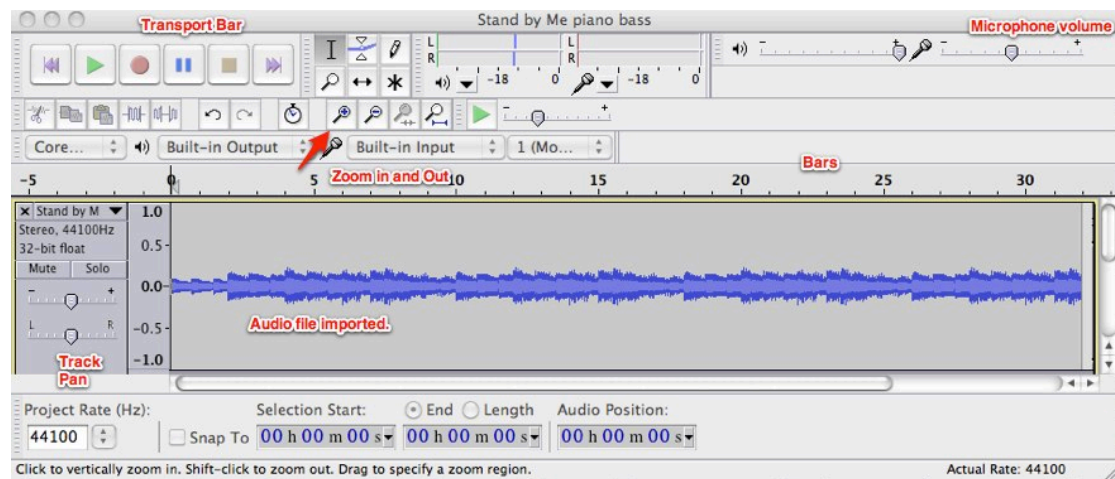 Stand by Me piano bass
Transport Bar
Microphone volume
L
R
L
R
-18 0 -18 0
- +
- +
- +
Core... Built-in Output Built-in Input 1 (Mo...
Zoom in and Out
Bars
-5 0 5 10 15 20 25 30
Stand by M
Stereo, 44100Hz
32-bit float
Mute Solo
- +
L R
Track
Pan
1.0
0.5
0.0
-0.5
-1.0
Audio file imported.
Project Rate (Hz): Selection Start: End Length Audio Position:
44100 Snap To 00 h 00 m 00 s 00 h 00 m 00 s 00 h 00 m 00 s
Click to vertically zoom in. Shift-click to zoom out. Drag to specify a zoom region. Actual Rate: 44100